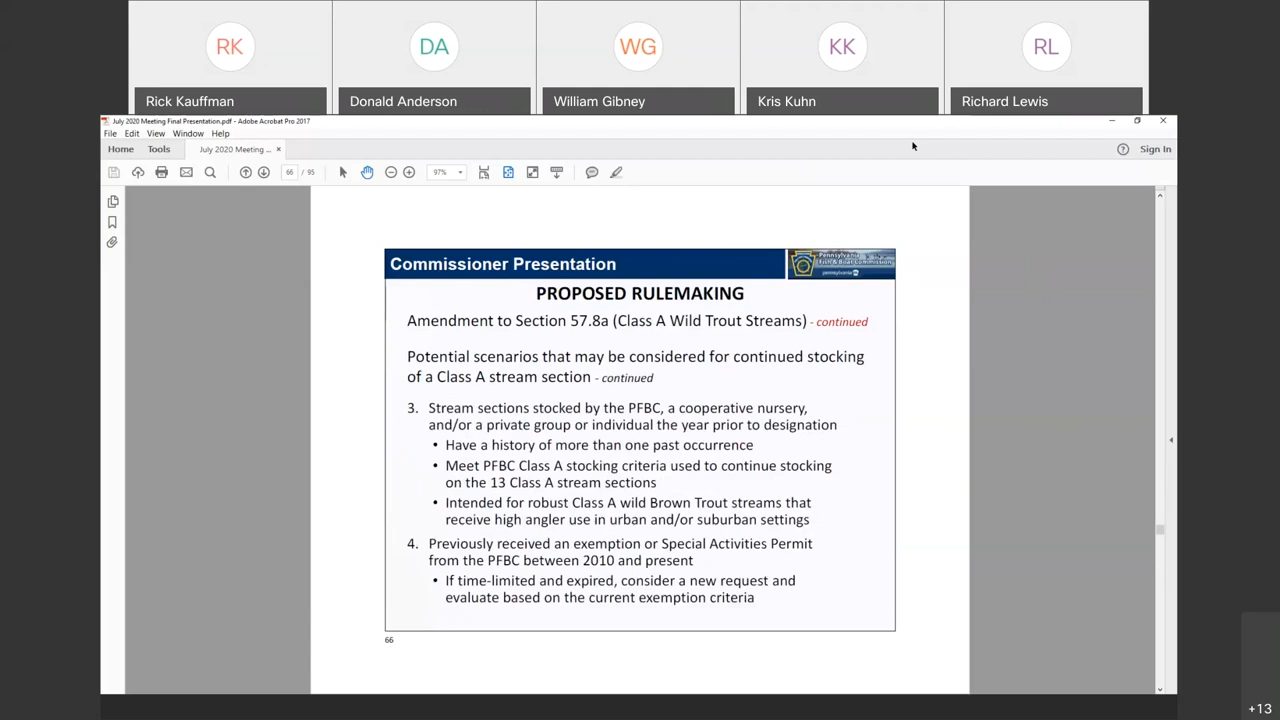 RK
DA
WG
KK
RL
Rick Kauffman
Donald Anderson
William Gibney
Kris Kuhn
Richard Lewis
July 2020 Meeting Final Presentation.pdf - Adobe Acrobat Pro 2017
File Edit View Window Help
Home Tools July 2020 Meeting ... × Sign In
66 / 95 97%
Commissioner Presentation
Pennsylvania
Fish & Boat Commission
pennsylvania
PROPOSED RULEMAKING
Amendment to Section 57.8a (Class A Wild Trout Streams) - continued
Potential scenarios that may be considered for continued stocking
of a Class A stream section - continued
3. Stream sections stocked by the PFBC, a cooperative nursery,
and/or a private group or individual the year prior to designation
• Have a history of more than one past occurrence
• Meet PFBC Class A stocking criteria used to continue stocking
on the 13 Class A stream sections
• Intended for robust Class A wild Brown Trout streams that
receive high angler use in urban and/or suburban settings
4. Previously received an exemption or Special Activities Permit
from the PFBC between 2010 and present
• If time-limited and expired, consider a new request and
evaluate based on the current exemption criteria
66
+13